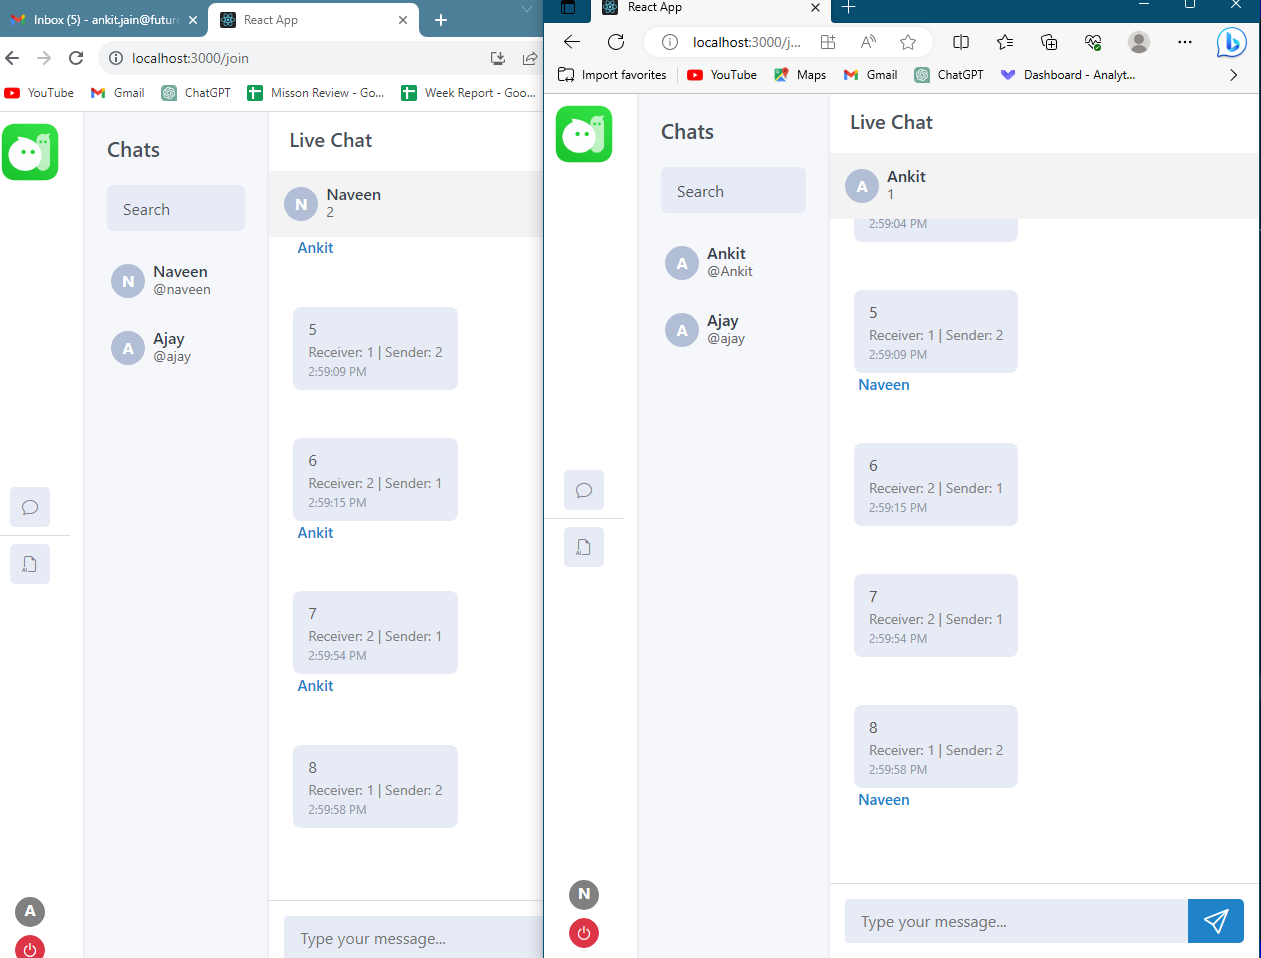 Inbox (5) - ankit.jain@futur
React App
localhost:3000/join
YouTube
Gmail
ChatGPT
Misson Review - Go...
Week Report - Goo...
Chats
Search
N
Naveen
@naveen
A
Ajay
@ajay
A
Live Chat
N
Naveen
2
Ankit
5
Receiver: 1 | Sender: 2
2:59:09 PM
6
Receiver: 2 | Sender: 1
2:59:15 PM
Ankit
7
Receiver: 2 | Sender: 1
2:59:54 PM
Ankit
8
Receiver: 1 | Sender: 2
2:59:58 PM
Type your message...
React App
localhost:3000/j...
Import favorites
YouTube
Maps
Gmail
ChatGPT
Dashboard - Analyt...
Chats
Search
A
Ankit
@Ankit
A
Ajay
@ajay
N
Live Chat
A
Ankit
1
2:59:04 PM
5
Receiver: 1 | Sender: 2
2:59:09 PM
Naveen
6
Receiver: 2 | Sender: 1
2:59:15 PM
7
Receiver: 2 | Sender: 1
2:59:54 PM
8
Receiver: 1 | Sender: 2
2:59:58 PM
Naveen
Type your message...